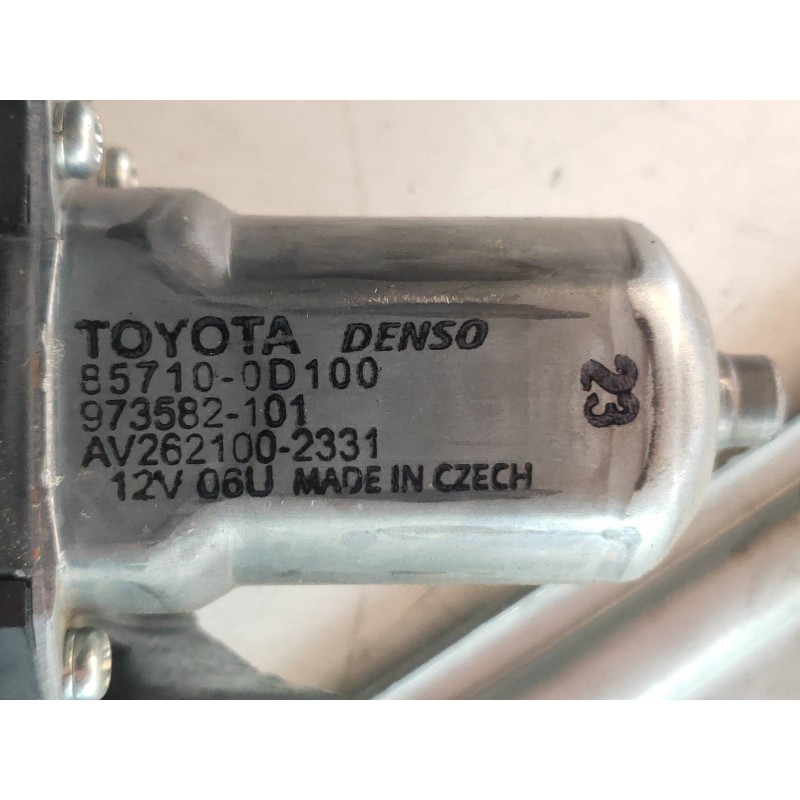 TOYOTA DENSO
85710-0D100
973582-101
AV262100-2331
12V 06U MADE IN CZECH
23